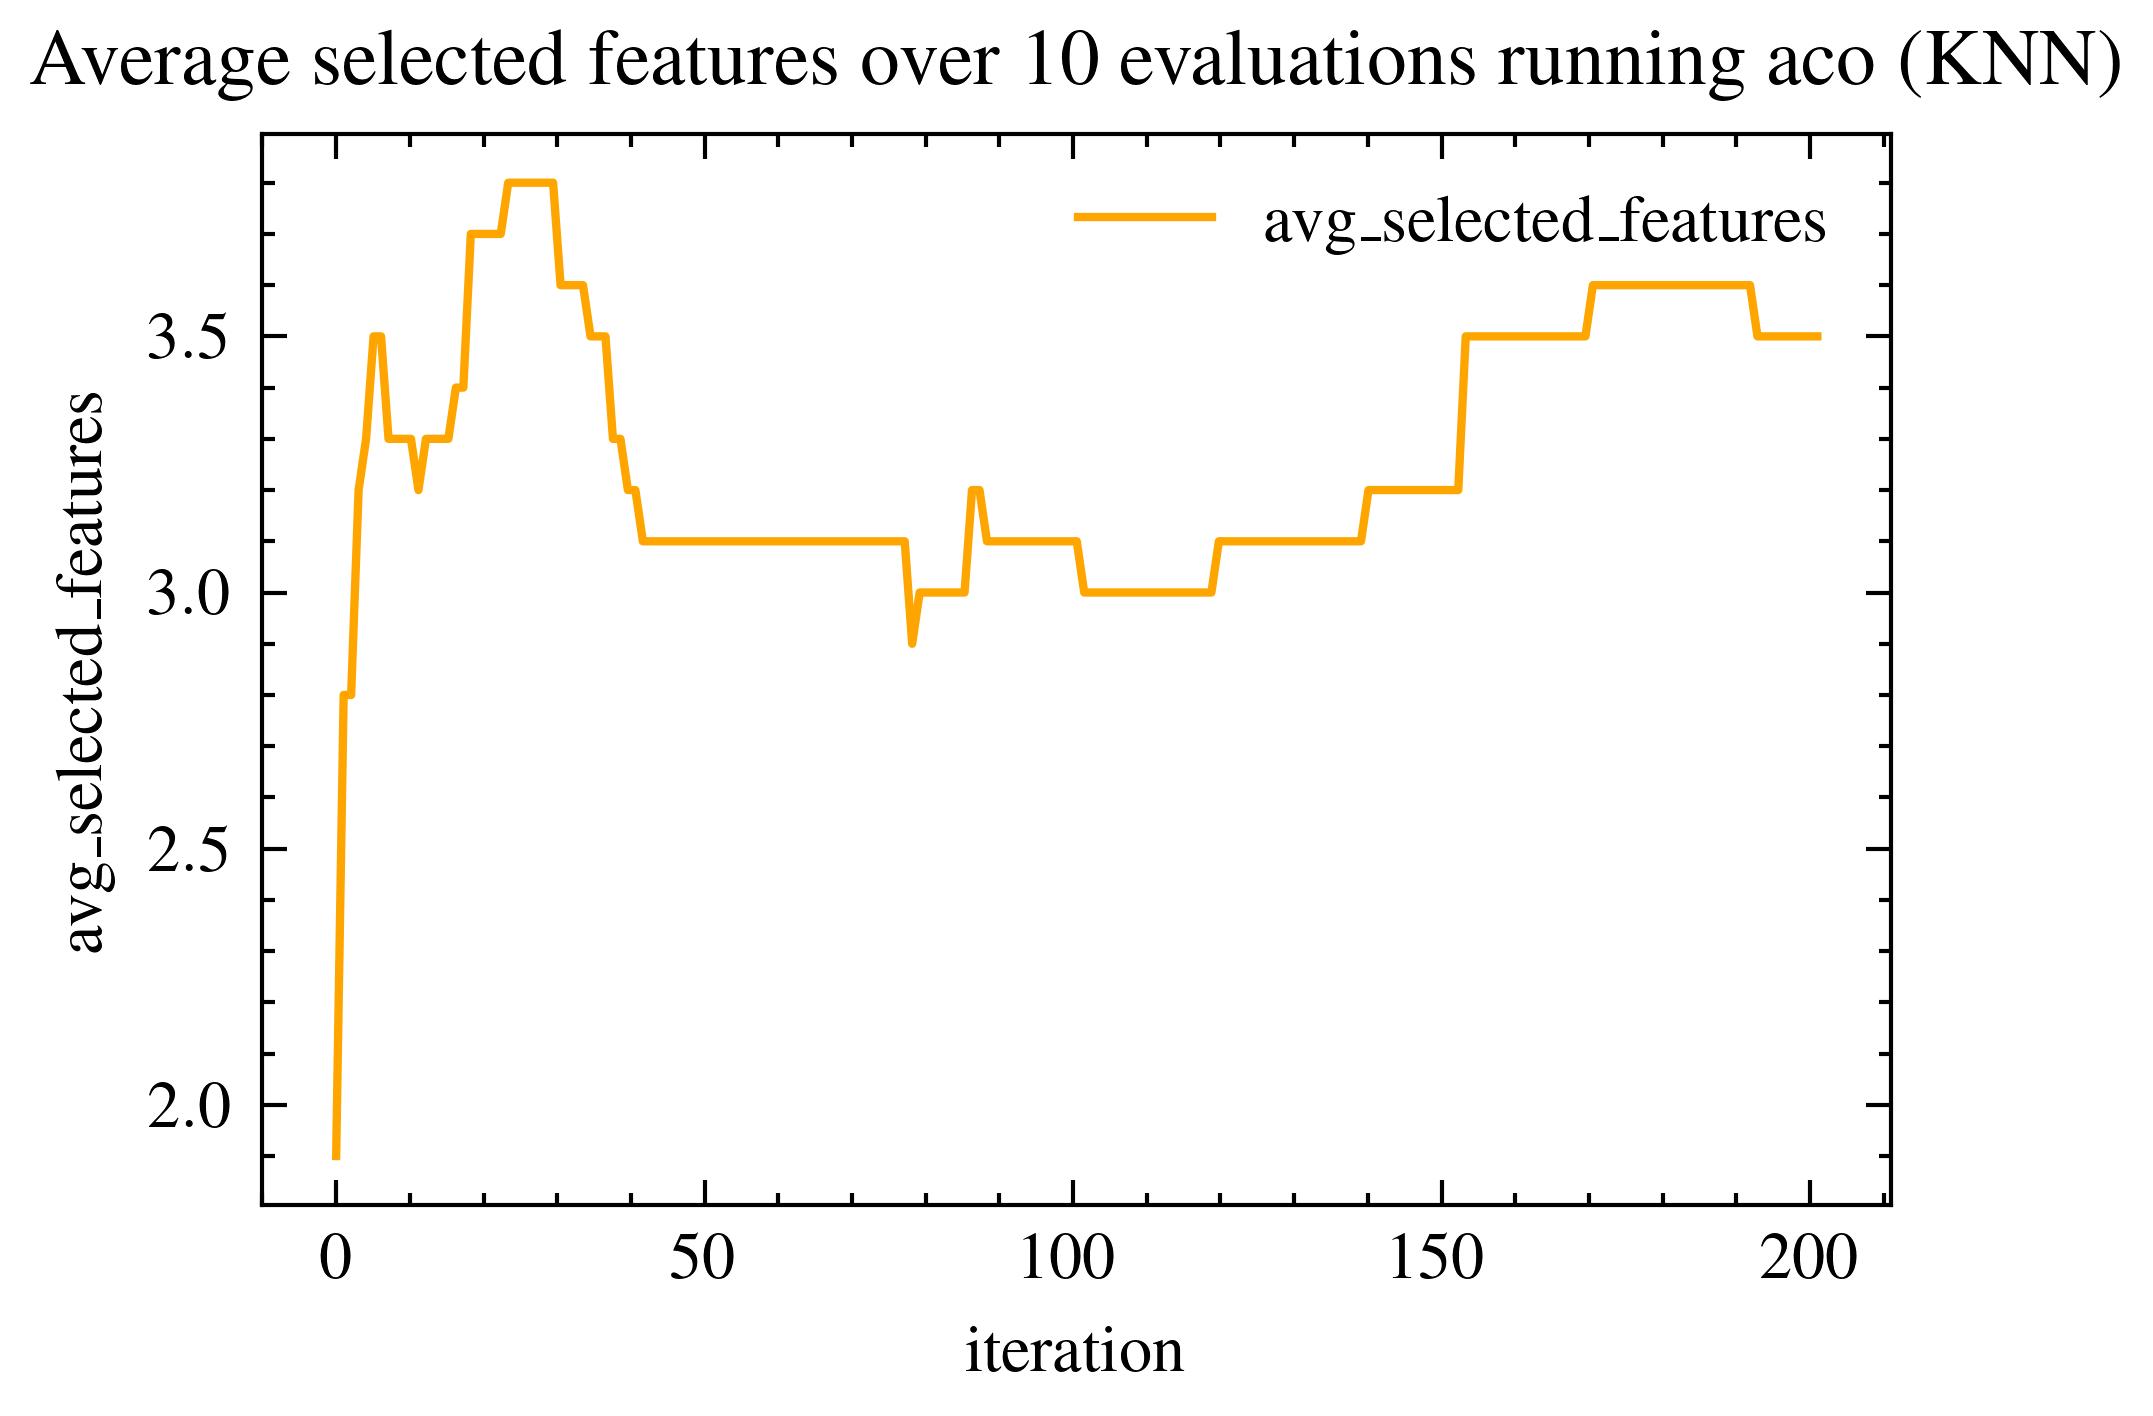 Average selected features over 10 evaluations running aco (KNN)
avg_selected_features
avg_selected_features
3.5
3.0
2.5
2.0
0 50 100 150 200
iteration